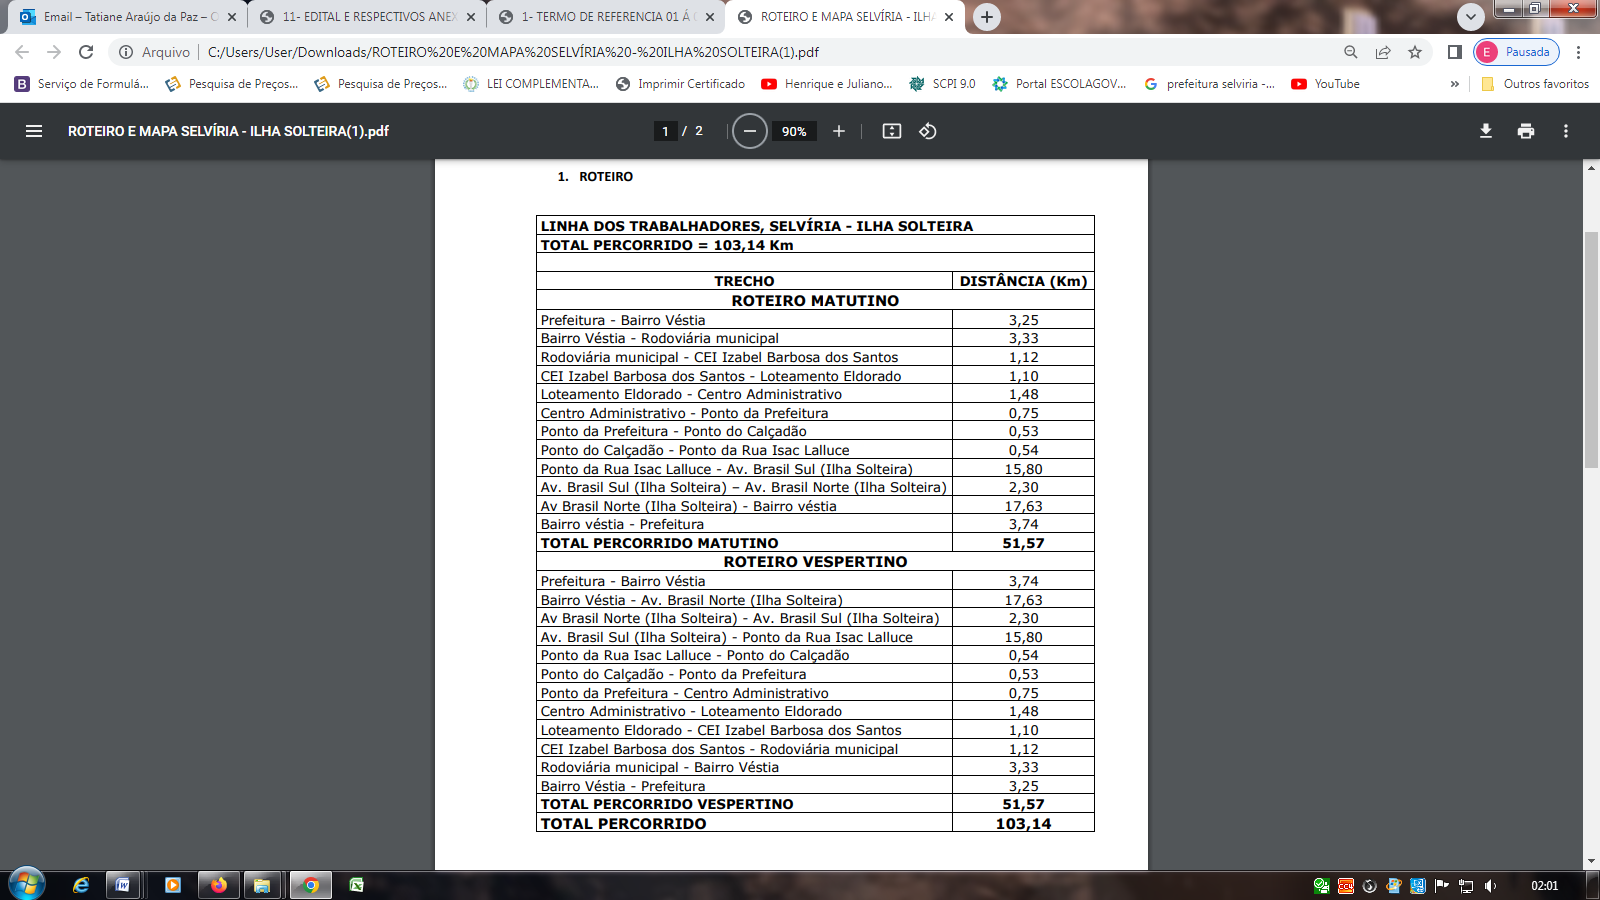 Email – Tatiane Araújo da Paz – O
11- EDITAL E RESPECTIVOS ANEX
1- TERMO DE REFERENCIA 01 Á
ROTEIRO E MAPA SELVÍRIA - ILHA
Arquivo
C:/Users/User/Downloads/ROTEIRO%20E%20MAPA%20SELVÍRIA%20-%20ILHA%20SOLTEIRA(1).pdf
E Pausada
Serviço de Formulá...
Pesquisa de Preços...
Pesquisa de Preços...
LEI COMPLEMENTA...
Imprimir Certificado
Henrique e Juliano...
SCPI 9.0
Portal ESCOLAGOV...
prefeitura selviria -...
YouTube
»
Outros favoritos
ROTEIRO E MAPA SELVÍRIA - ILHA SOLTEIRA(1).pdf
1 / 2
90%
1. ROTEIRO
LINHA DOS TRABALHADORES, SELVÍRIA - ILHA SOLTEIRA
TOTAL PERCORRIDO = 103,14 Km
TRECHO DISTÂNCIA (Km)
ROTEIRO MATUTINO
Prefeitura - Bairro Véstia 3,25
Bairro Véstia - Rodoviária municipal 3,33
Rodoviária municipal - CEI Izabel Barbosa dos Santos 1,12
CEI Izabel Barbosa dos Santos - Loteamento Eldorado 1,10
Loteamento Eldorado - Centro Administrativo 1,48
Centro Administrativo - Ponto da Prefeitura 0,75
Ponto da Prefeitura - Ponto do Calçadão 0,53
Ponto do Calçadão - Ponto da Rua Isac Lalluce 0,54
Ponto da Rua Isac Lalluce - Av. Brasil Sul (Ilha Solteira) 15,80
Av. Brasil Sul (Ilha Solteira) – Av. Brasil Norte (Ilha Solteira) 2,30
Av Brasil Norte (Ilha Solteira) - Bairro véstia 17,63
Bairro véstia - Prefeitura 3,74
TOTAL PERCORRIDO MATUTINO 51,57
ROTEIRO VESPERTINO
Prefeitura - Bairro Véstia 3,74
Bairro Véstia - Av. Brasil Norte (Ilha Solteira) 17,63
Av Brasil Norte (Ilha Solteira) - Av. Brasil Sul (Ilha Solteira) 2,30
Av. Brasil Sul (Ilha Solteira) - Ponto da Rua Isac Lalluce 15,80
Ponto da Rua Isac Lalluce - Ponto do Calçadão 0,54
Ponto do Calçadão - Ponto da Prefeitura 0,53
Ponto da Prefeitura - Centro Administrativo 0,75
Centro Administrativo - Loteamento Eldorado 1,48
Loteamento Eldorado - CEI Izabel Barbosa dos Santos 1,10
CEI Izabel Barbosa dos Santos - Rodoviária municipal 1,12
Rodoviária municipal - Bairro Véstia 3,33
Bairro Véstia - Prefeitura 3,25
TOTAL PERCORRIDO VESPERTINO 51,57
TOTAL PERCORRIDO 103,14
02:01